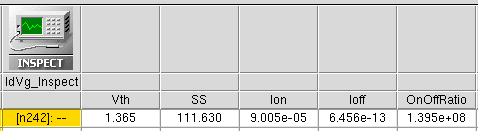 INSPECT
IdVg_Inspect
Vth SS Ion Ioff OnOffRatio
[n242]: -- 1.365 111.630 9.005e-05 6.456e-13 1.395e+08